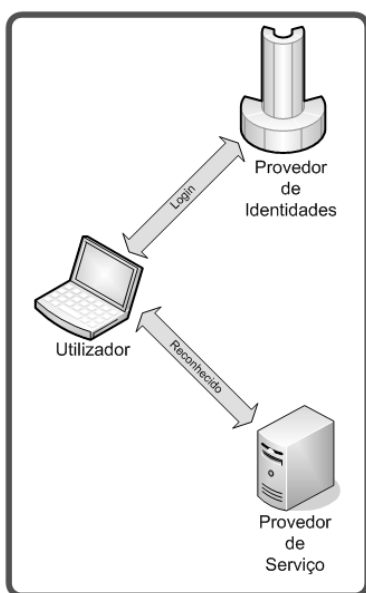 Provedor
de
Identidades
Login
Utilizador
Reconhecido
Provedor
de
Serviço